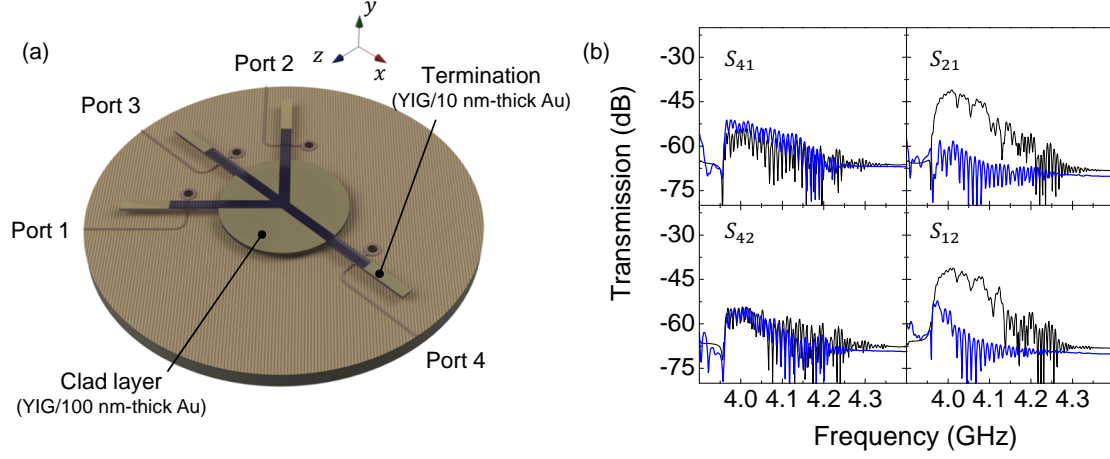 (a)
y
z
x
Port 2
Port 3
Termination
(YIG/10 nm-thick Au)
Port 1
Clad layer
(YIG/100 nm-thick Au)
Port 4
(b)
Transmission (dB)
-30
-45
-60
-75
-30
-45
-60
-75
S41
S21
S42
S12
4.0 4.1 4.2 4.3 4.0 4.1 4.2 4.3
Frequency (GHz)